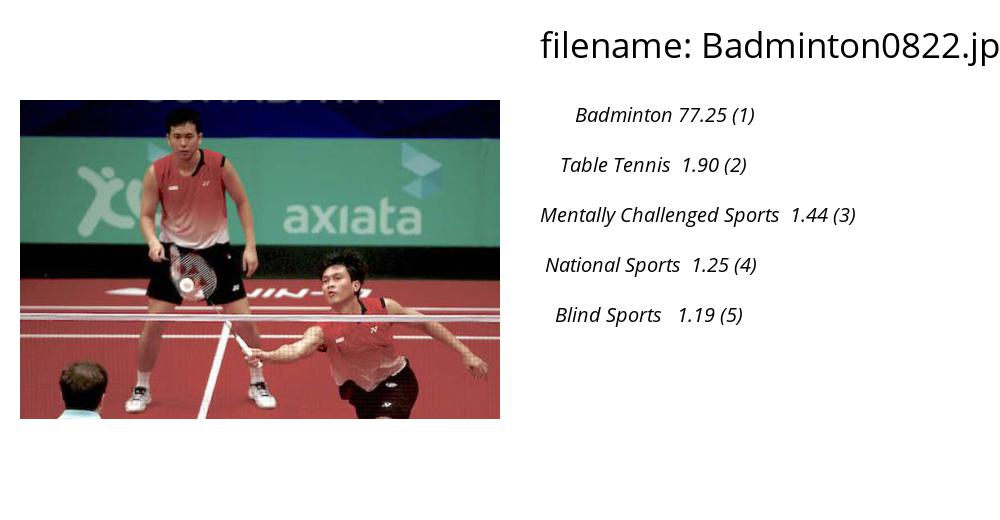 filename: Badminton0822.jp
Badminton 77.25 (1)
Table Tennis 1.90 (2)
Mentally Challenged Sports 1.44 (3)
National Sports 1.25 (4)
Blind Sports 1.19 (5)
axiata